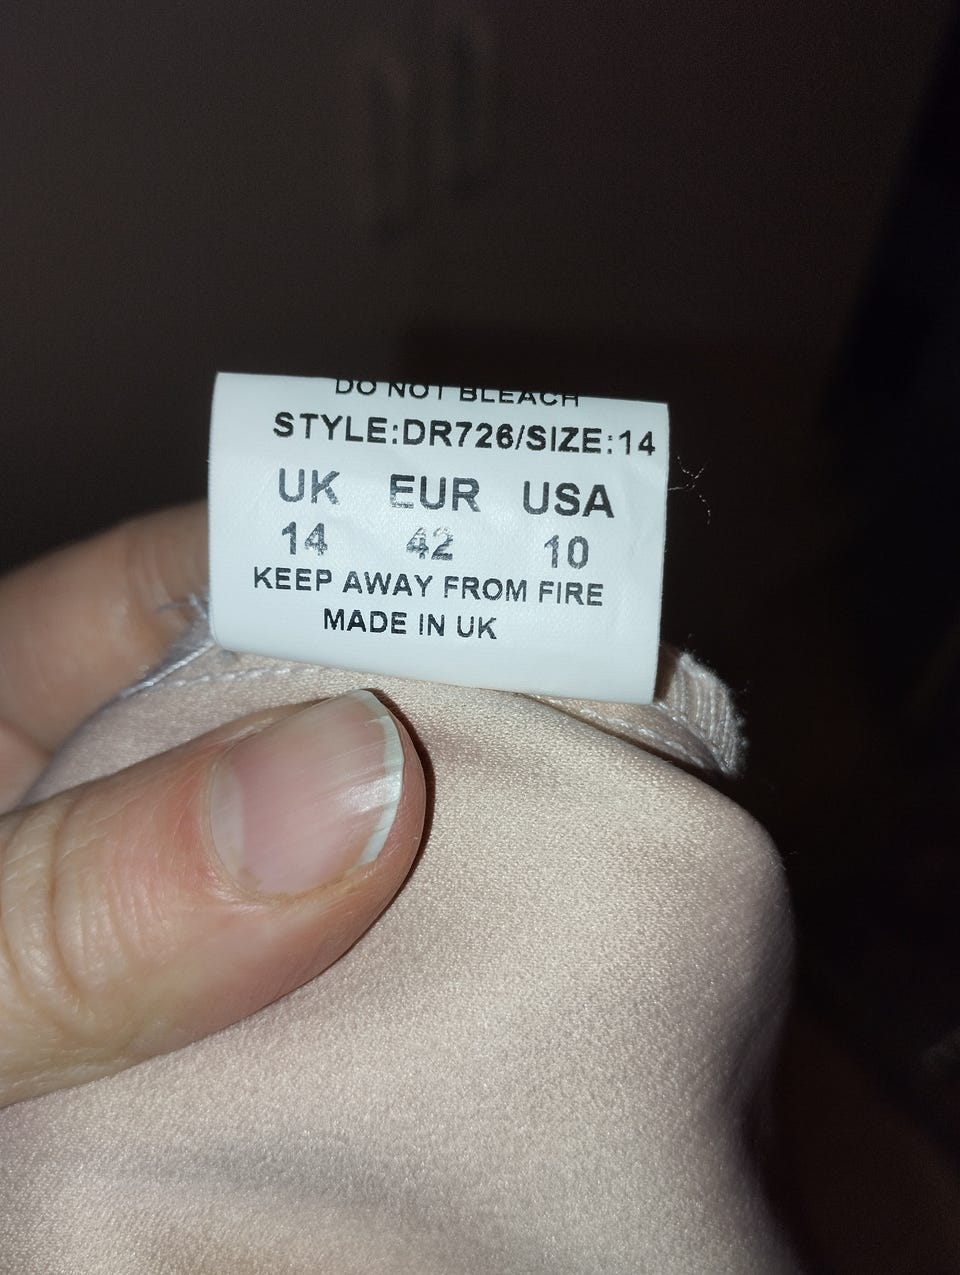 DO NOT BLEACH
STYLE:DR726/SIZE:14
UK EUR USA
14 42 10
KEEP AWAY FROM FIRE
MADE IN UK